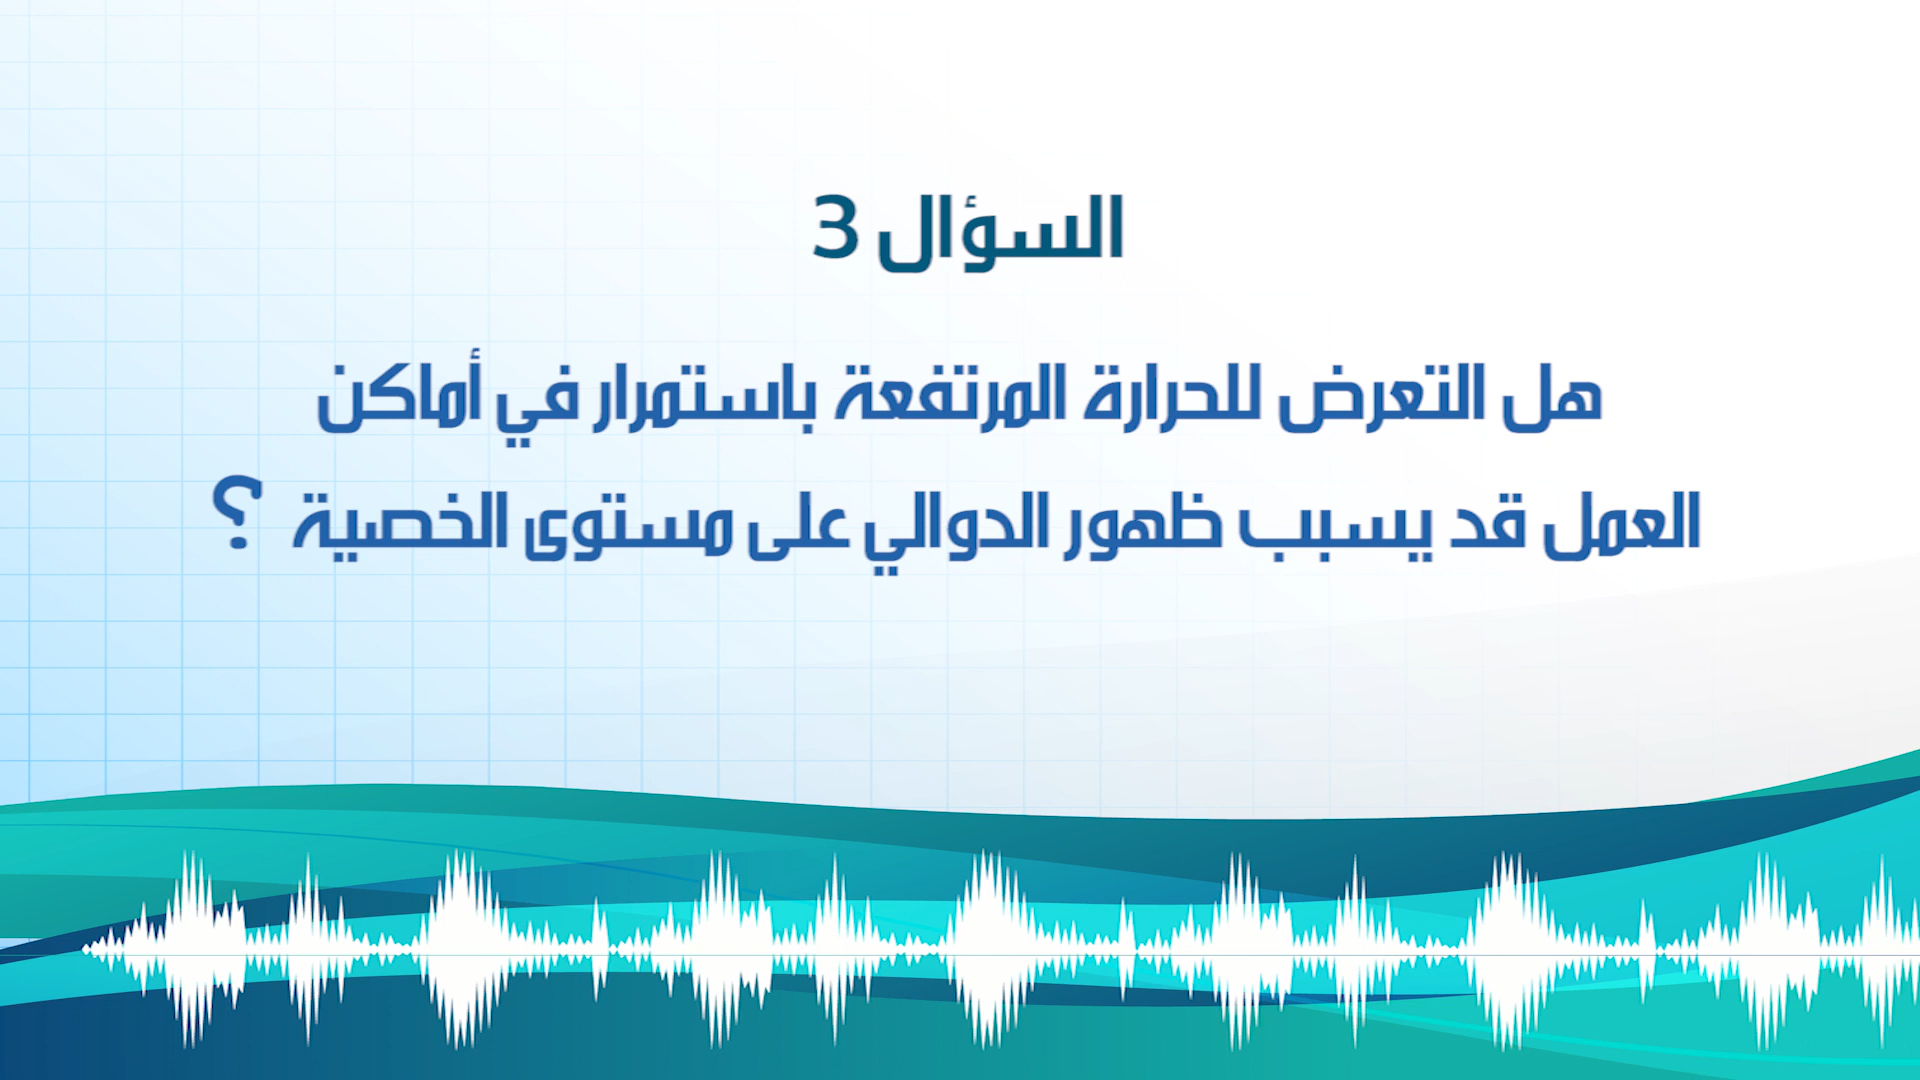 السؤال 3
هل التعرض للحرارة المرتفعة باستمرار في أماكن
العمل قد يسبب ظهور الدوالي على مستوى الخصية ؟